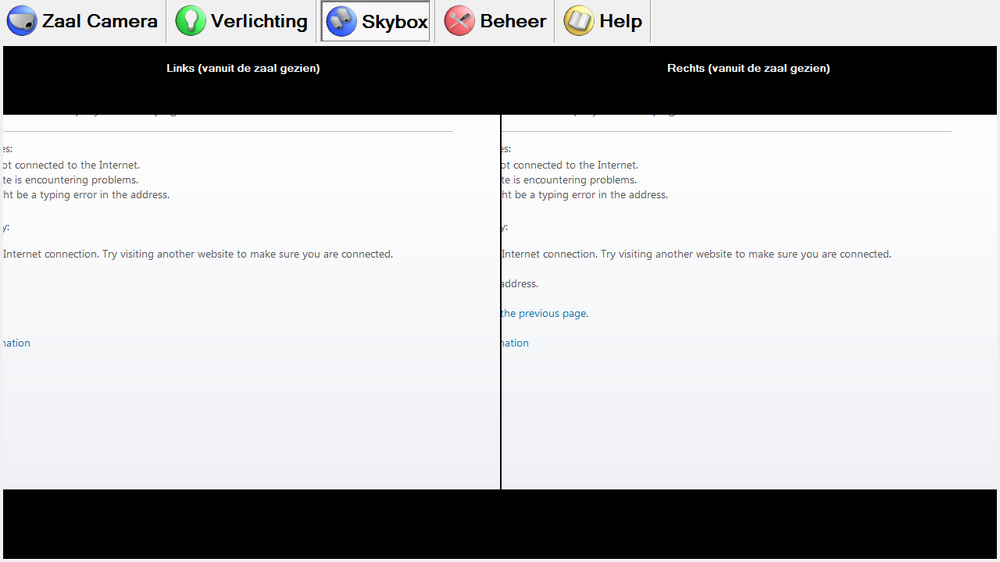 Zaal Camera Verlichting Skybox Beheer Help
Links (vanuit de zaal gezien)
es:
ot connected to the Internet.
te is encountering problems.
ht be a typing error in the address.
y:
Internet connection. Try visiting another website to make sure you are connected.
nation
Rechts (vanuit de zaal gezien)
es:
ot connected to the Internet.
te is encountering problems.
ht be a typing error in the address.
y:
Internet connection. Try visiting another website to make sure you are connected.
address.
the previous page.
nation